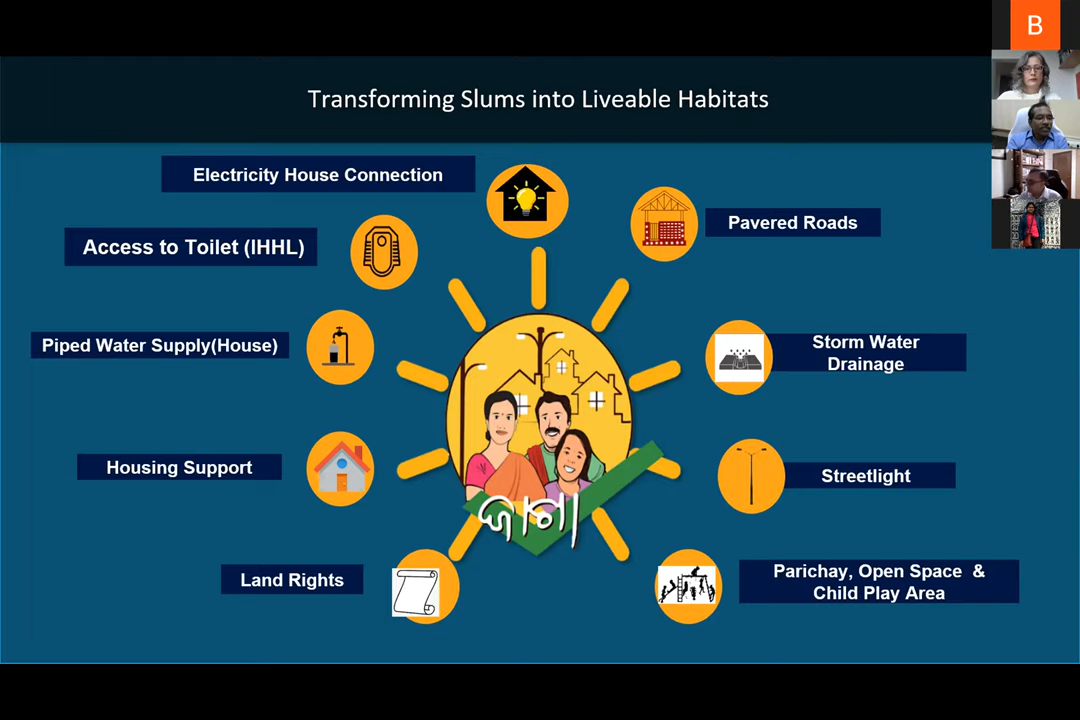 B
Transforming Slums into Liveable Habitats
Electricity House Connection
Pavered Roads
Access to Toilet (IHHL)
Piped Water Supply(House)
Storm Water
Drainage
Housing Support
Streetlight
ଜାଗା
Land Rights
Parichay, Open Space &
Child Play Area